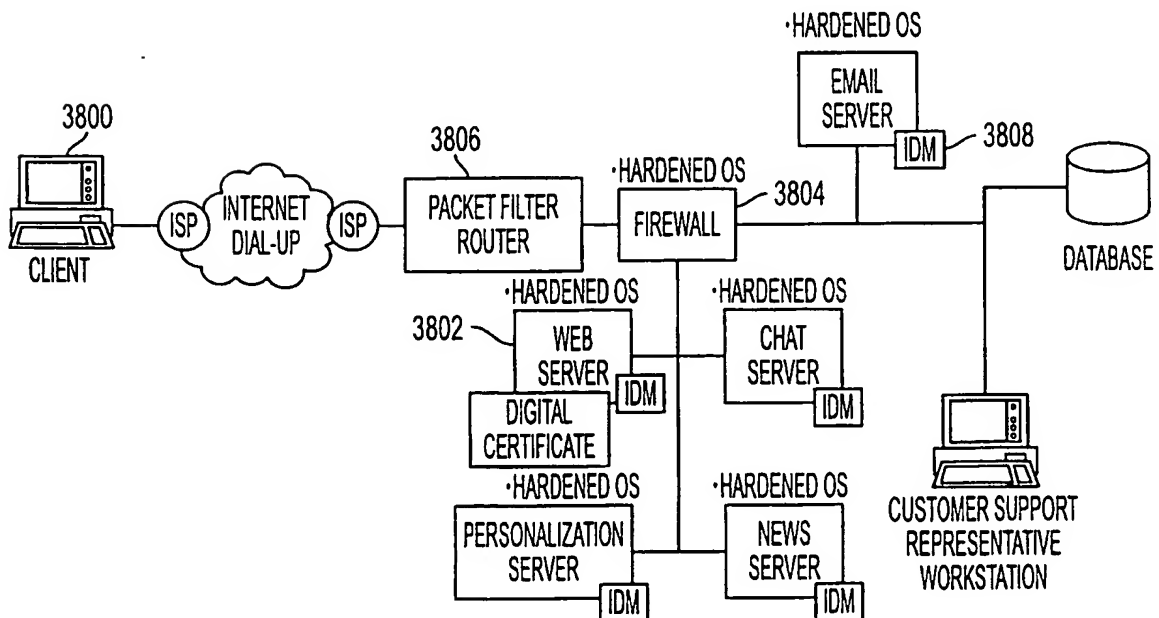 ·HARDENED OS
EMAIL
SERVER
IDM
3808
3800
3806
·HARDENED OS
3804
ISP
INTERNET
DIAL-UP
ISP
PACKET FILTER
ROUTER
FIREWALL
CLIENT
DATABASE
·HARDENED OS
3802
WEB
SERVER
IDM
DIGITAL
CERTIFICATE
·HARDENED OS
CHAT
SERVER
IDM
·HARDENED OS
PERSONALIZATION
SERVER
IDM
·HARDENED OS
NEWS
SERVER
IDM
CUSTOMER SUPPORT
REPRESENTATIVE
WORKSTATION